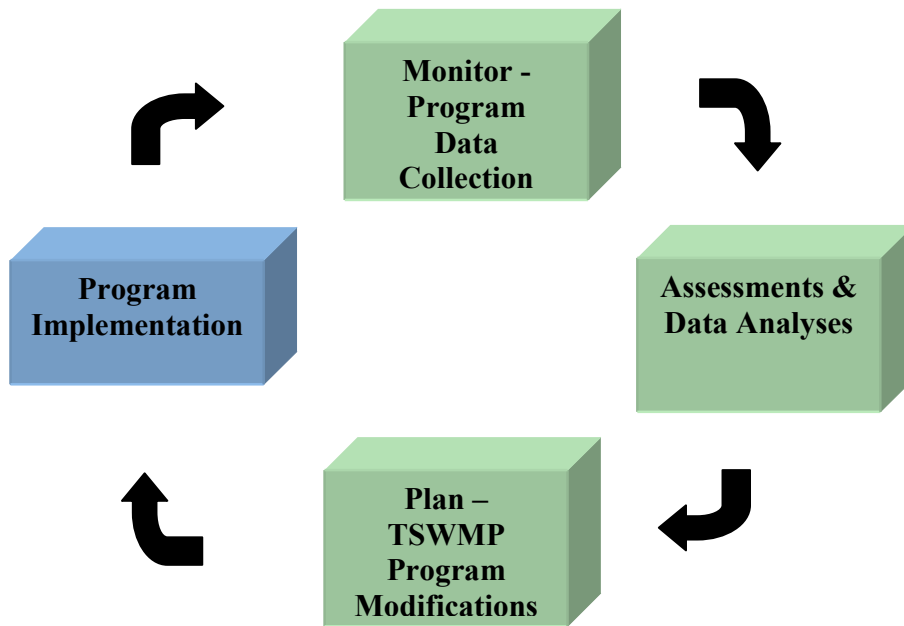 Monitor -
Program
Data
Collection
Program
Implementation
Assessments &
Data Analyses
Plan –
TSWMP
Program
Modifications